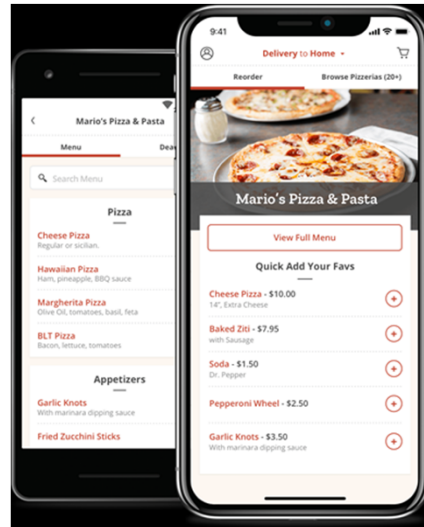 Mario's Pizza & Pasta
Menu
Search Menu
Pizza
Cheese Pizza
Regular or sicilian.
Hawaiian Pizza
Ham, pineapple, BBQ sauce
Margherita Pizza
Olive Oil, tomatoes, basil, feta
BLT Pizza
Bacon, lettuce, tomatoes
Appetizers
Garlic Knots
With marinara dipping sauce
Fried Zucchini Sticks
9:41
Delivery to Home
Reorder
Browse Pizzerias (20+)
Mario's Pizza & Pasta
View Full Menu
Quick Add Your Favs
Cheese Pizza - $10.00
14", Extra Cheese
Baked Ziti - $7.95
with Sausage
Soda - $1.50
Dr. Pepper
Pepperoni Wheel - $2.50
Garlic Knots - $3.50
With marinara dipping sauce